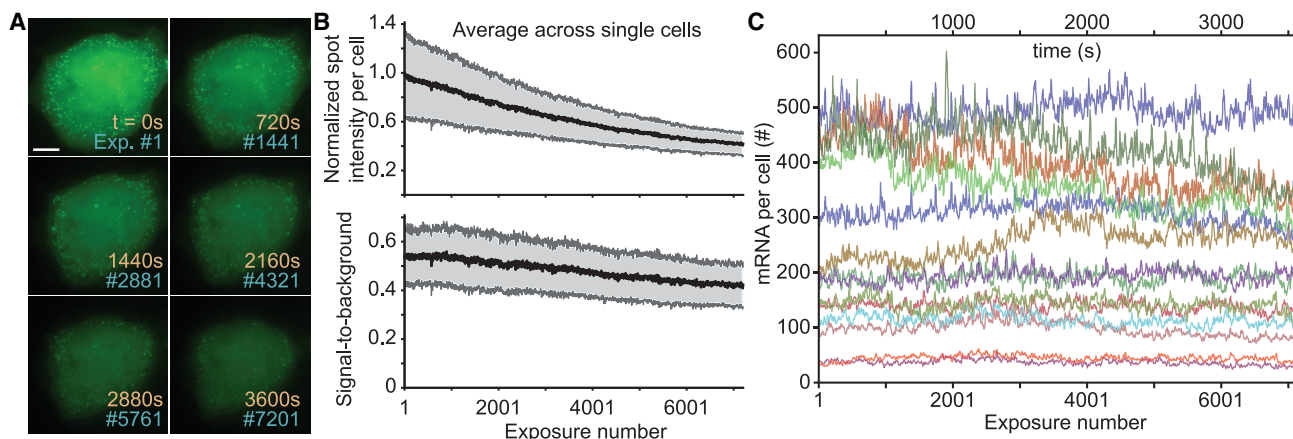 A
t = 0s
Exp. #1
720s
#1441
1440s
#2881
2160s
#4321
2880s
#5761
3600s
#7201
B
Average across single cells
Normalized spot
intensity per cell
1.4
1.0
0.6
0.2
Signal-to-background
0.6
0.4
0.2
0
1
2001
4001
6001
Exposure number
C
1000
2000
3000
time (s)
mRNA per cell (#)
600
500
400
300
200
100
0
1
2001
4001
6001
Exposure number